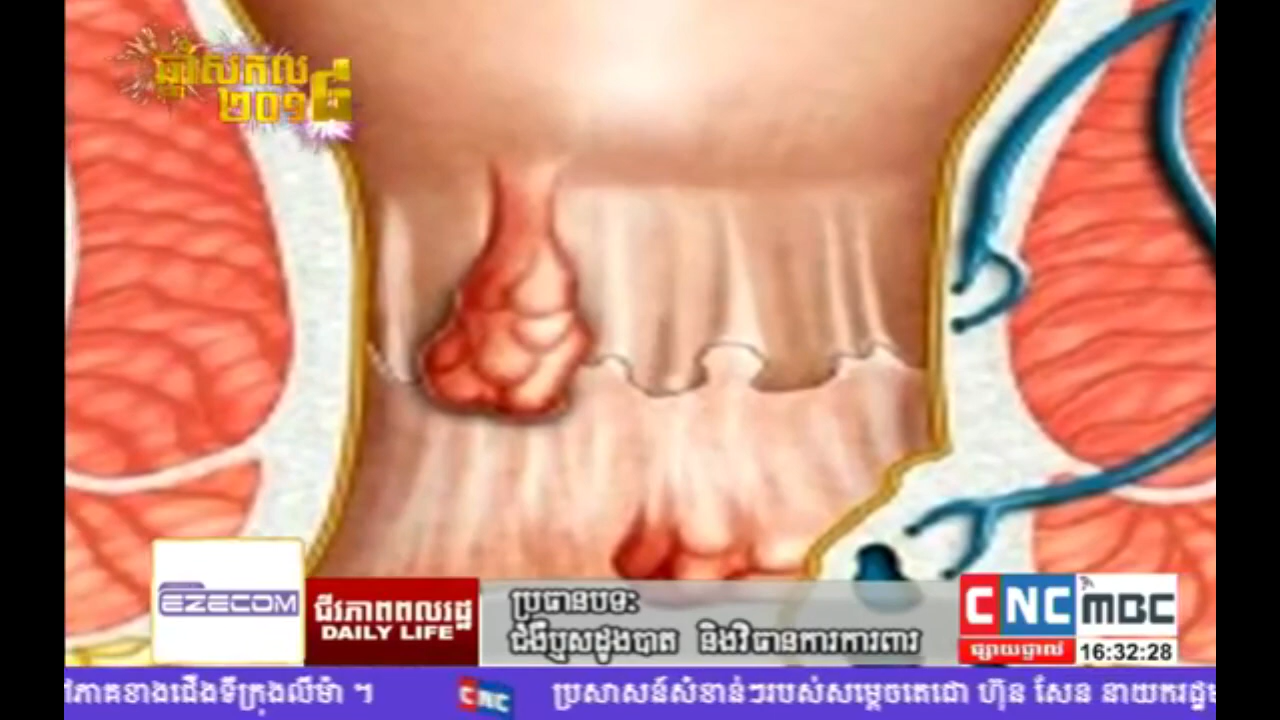 ឆ្នាំសកល
២០១៨
EZECOM
ជីវភាពពលរដ្ឋ
DAILY LIFE
ប្រធានបទ:
ជំងឺឬសដូងបាត និងវិធានការការពារ
CNC MBC
ផ្សាយផ្ទាល់
16:32:28
ភាគខាងជើងទីក្រុងលីម៉ា ។ CNC ប្រសាសន៍សំខាន់ៗរបស់សម្តេចតេជោ ហ៊ុន សែន នាយករដ្ឋ